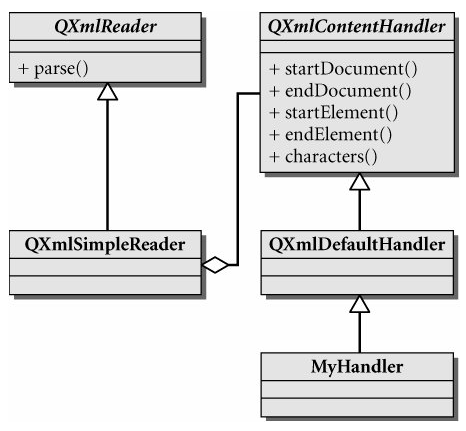 QXmlReader
+ parse()
QXmlContentHandler
+ startDocument()
+ endDocument()
+ startElement()
+ endElement()
+ characters()
QXmlSimpleReader
QXmlDefaultHandler
MyHandler